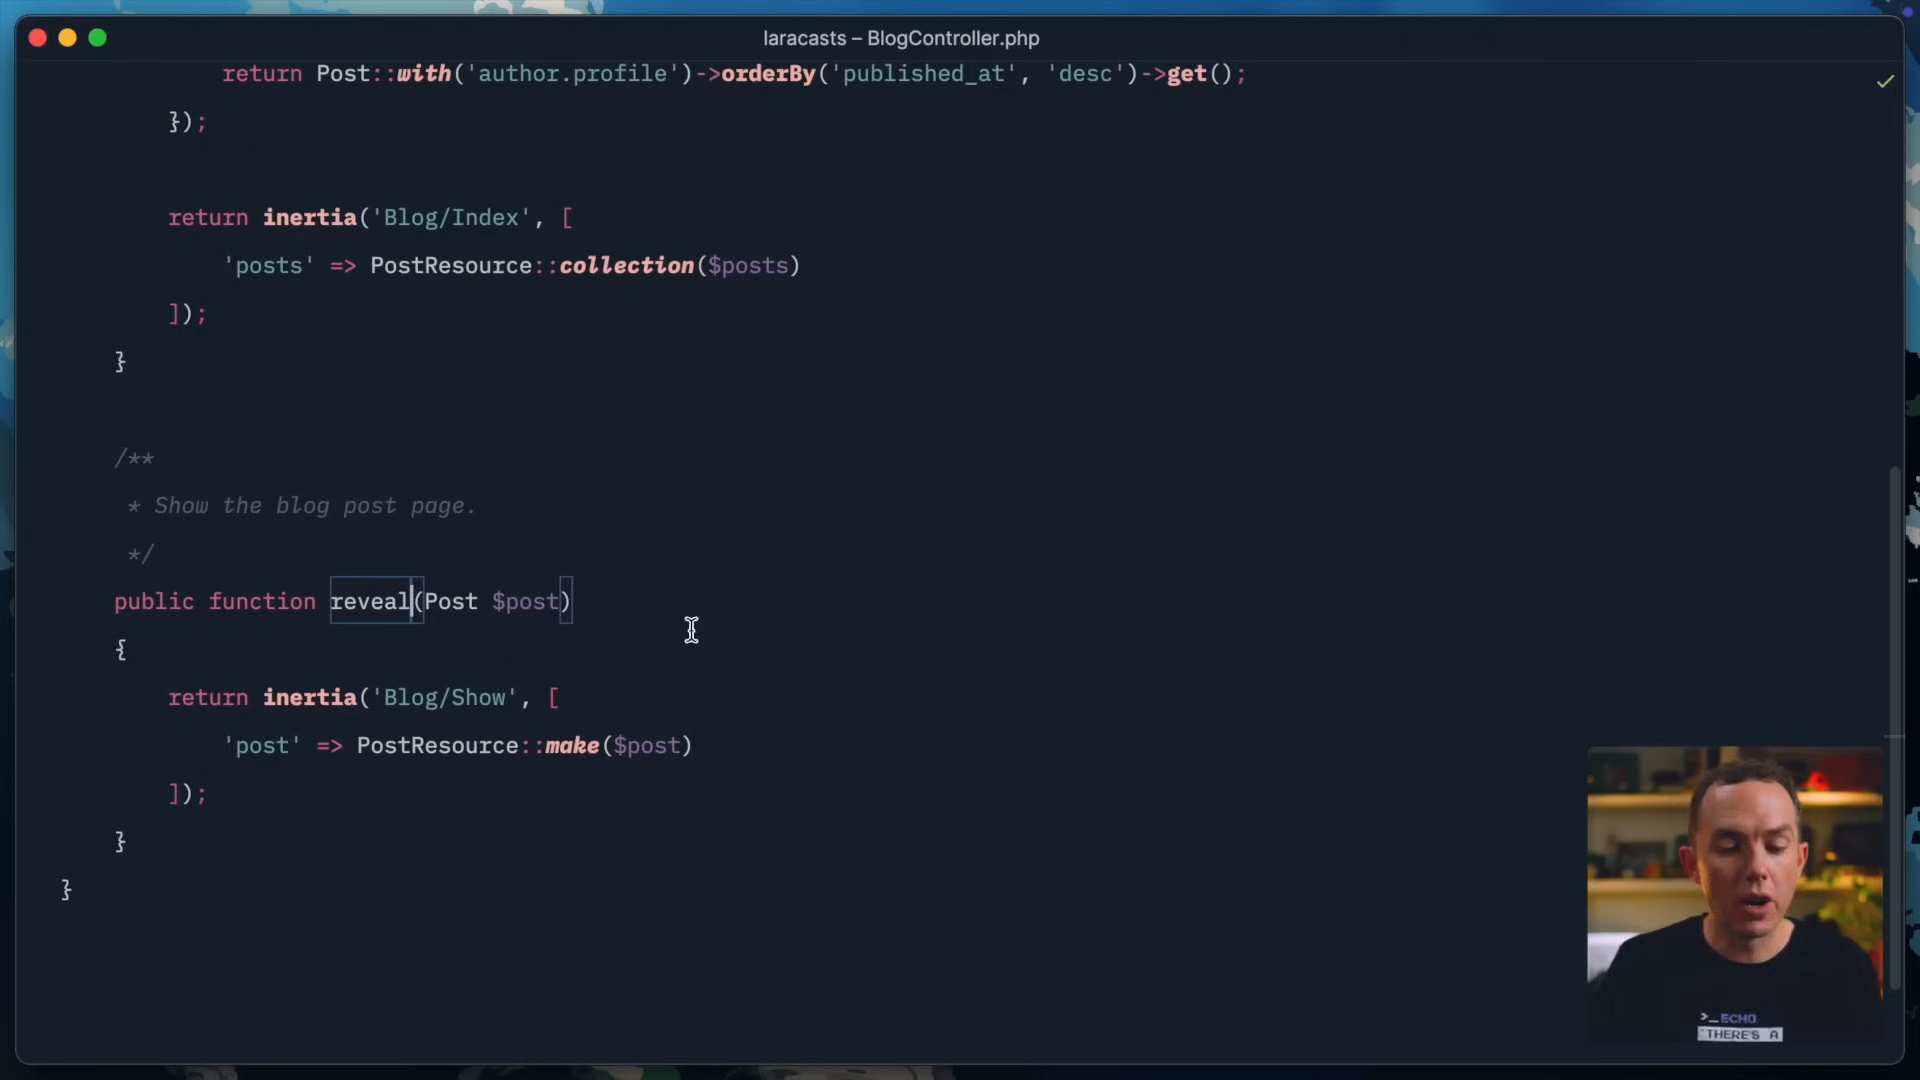 laracasts – BlogController.php
return Post::with('author.profile')->orderBy('published_at', 'desc')->get();
});
return inertia('Blog/Index', [
'posts' => PostResource::collection($posts)
]);
}
/**
* Show the blog post page.
*/
public function reveal(Post $post)
{
return inertia('Blog/Show', [
'post' => PostResource::make($post)
]);
}
}
>_ECHO
"THERE'S A